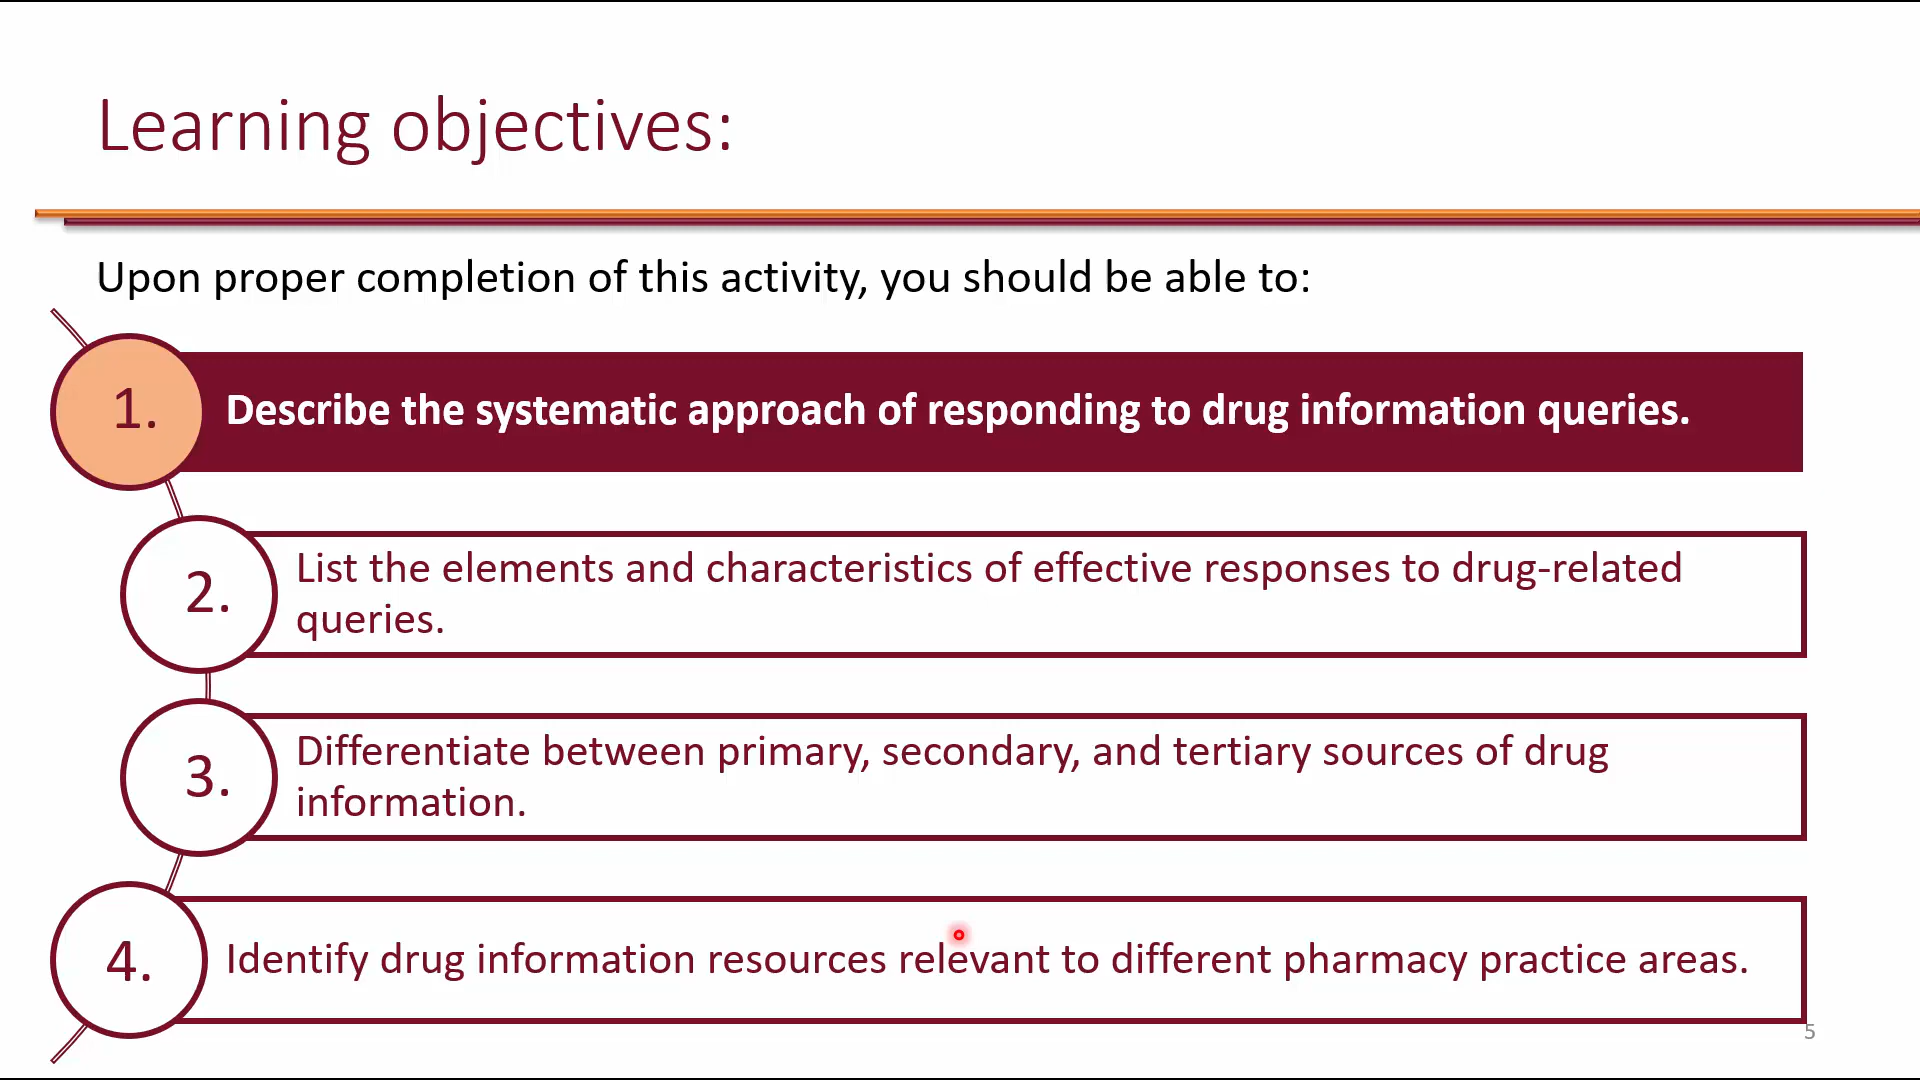 Learning objectives:
Upon proper completion of this activity, you should be able to:
1.
Describe the systematic approach of responding to drug information queries.
2.
List the elements and characteristics of effective responses to drug-related
queries.
3.
Differentiate between primary, secondary, and tertiary sources of drug
information.
4.
Identify drug information resources relevant to different pharmacy practice areas.
5